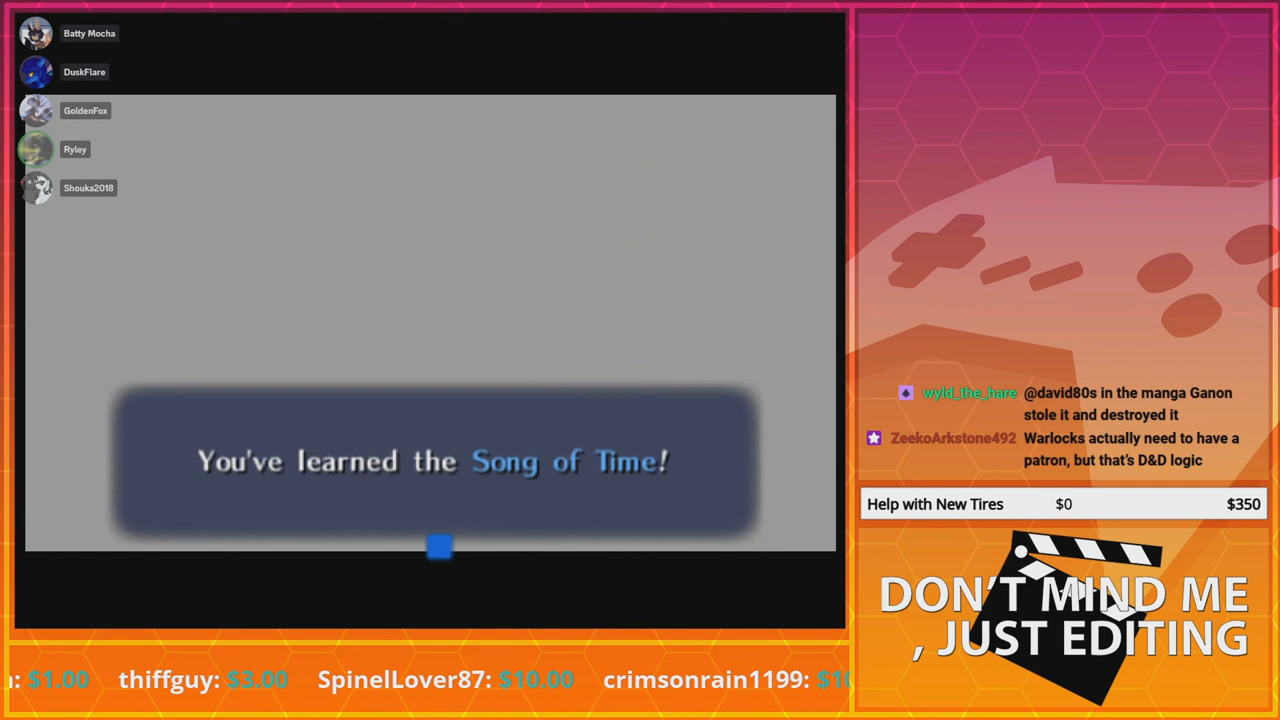 Batty Mocha
DuskFlare
GoldenFox
Ryley
Shouka2018
You've learned the Song of Time!
wyld_the_hare @david80s in the manga Ganon
stole it and destroyed it
ZeekoArkstone492 Warlocks actually need to have a
patron, but that's D&D logic
Help with New Tires $0 $350
DON'T MIND ME
, JUST EDITING
: $1.00 thiffguy: $3.00 SpinelLover87: $10.00 crimsonrain1199: